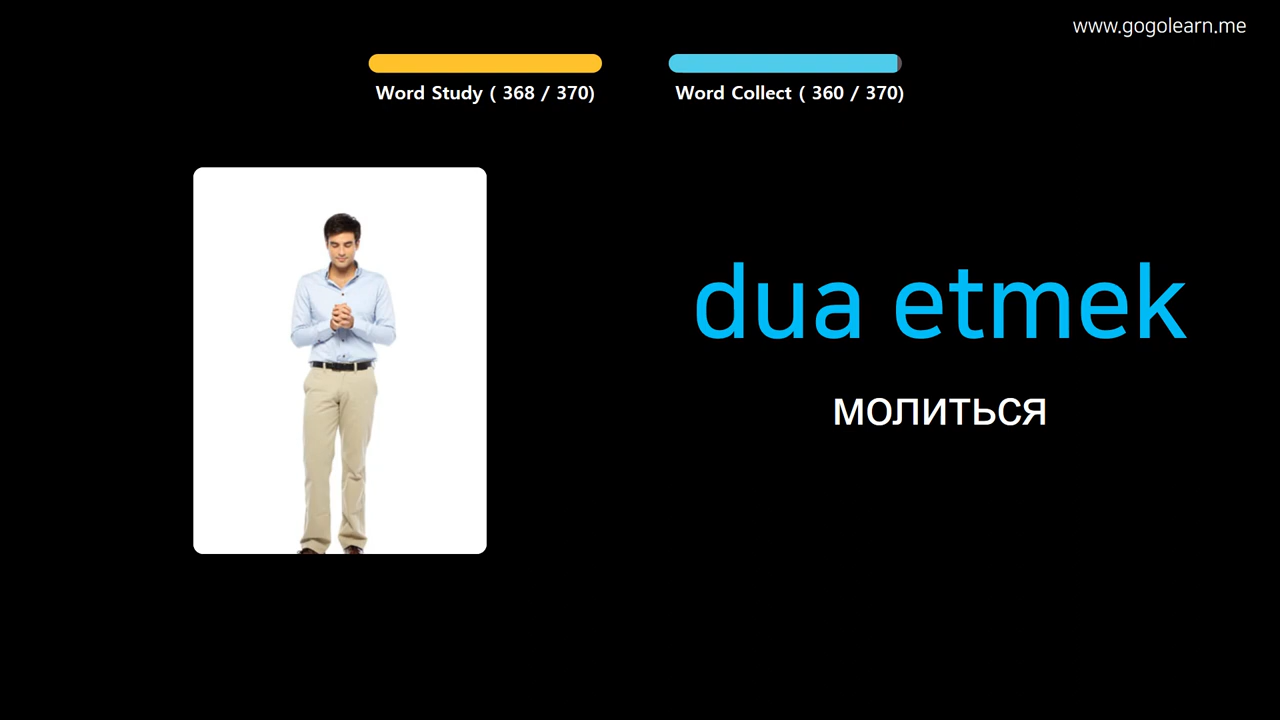 www.gogolearn.me
Word Study ( 368 / 370)
Word Collect ( 360 / 370)
dua etmek
молиться